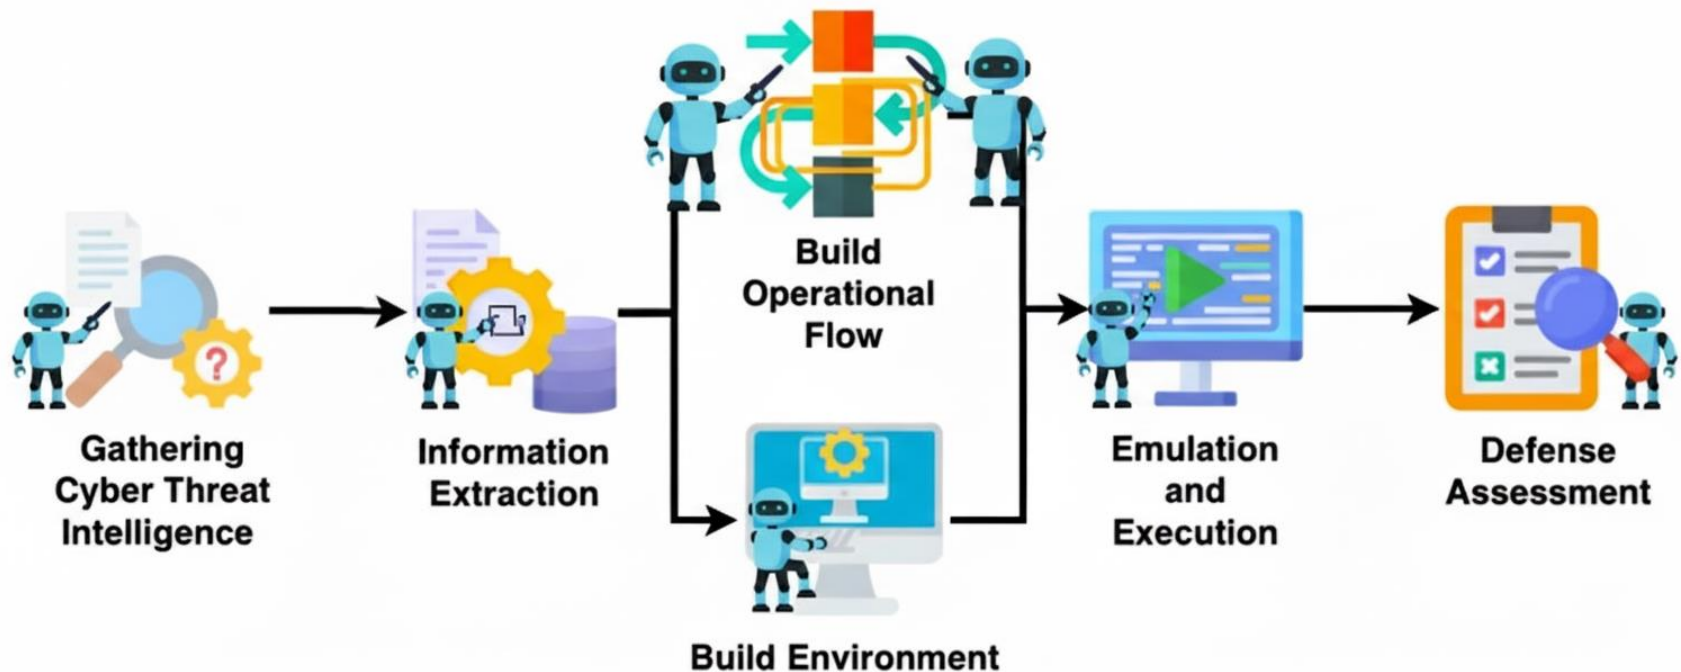 Gathering
Cyber Threat
Intelligence
Information
Extraction
Build
Operational
Flow
Build Environment
Emulation
and
Execution
Defense
Assessment
?